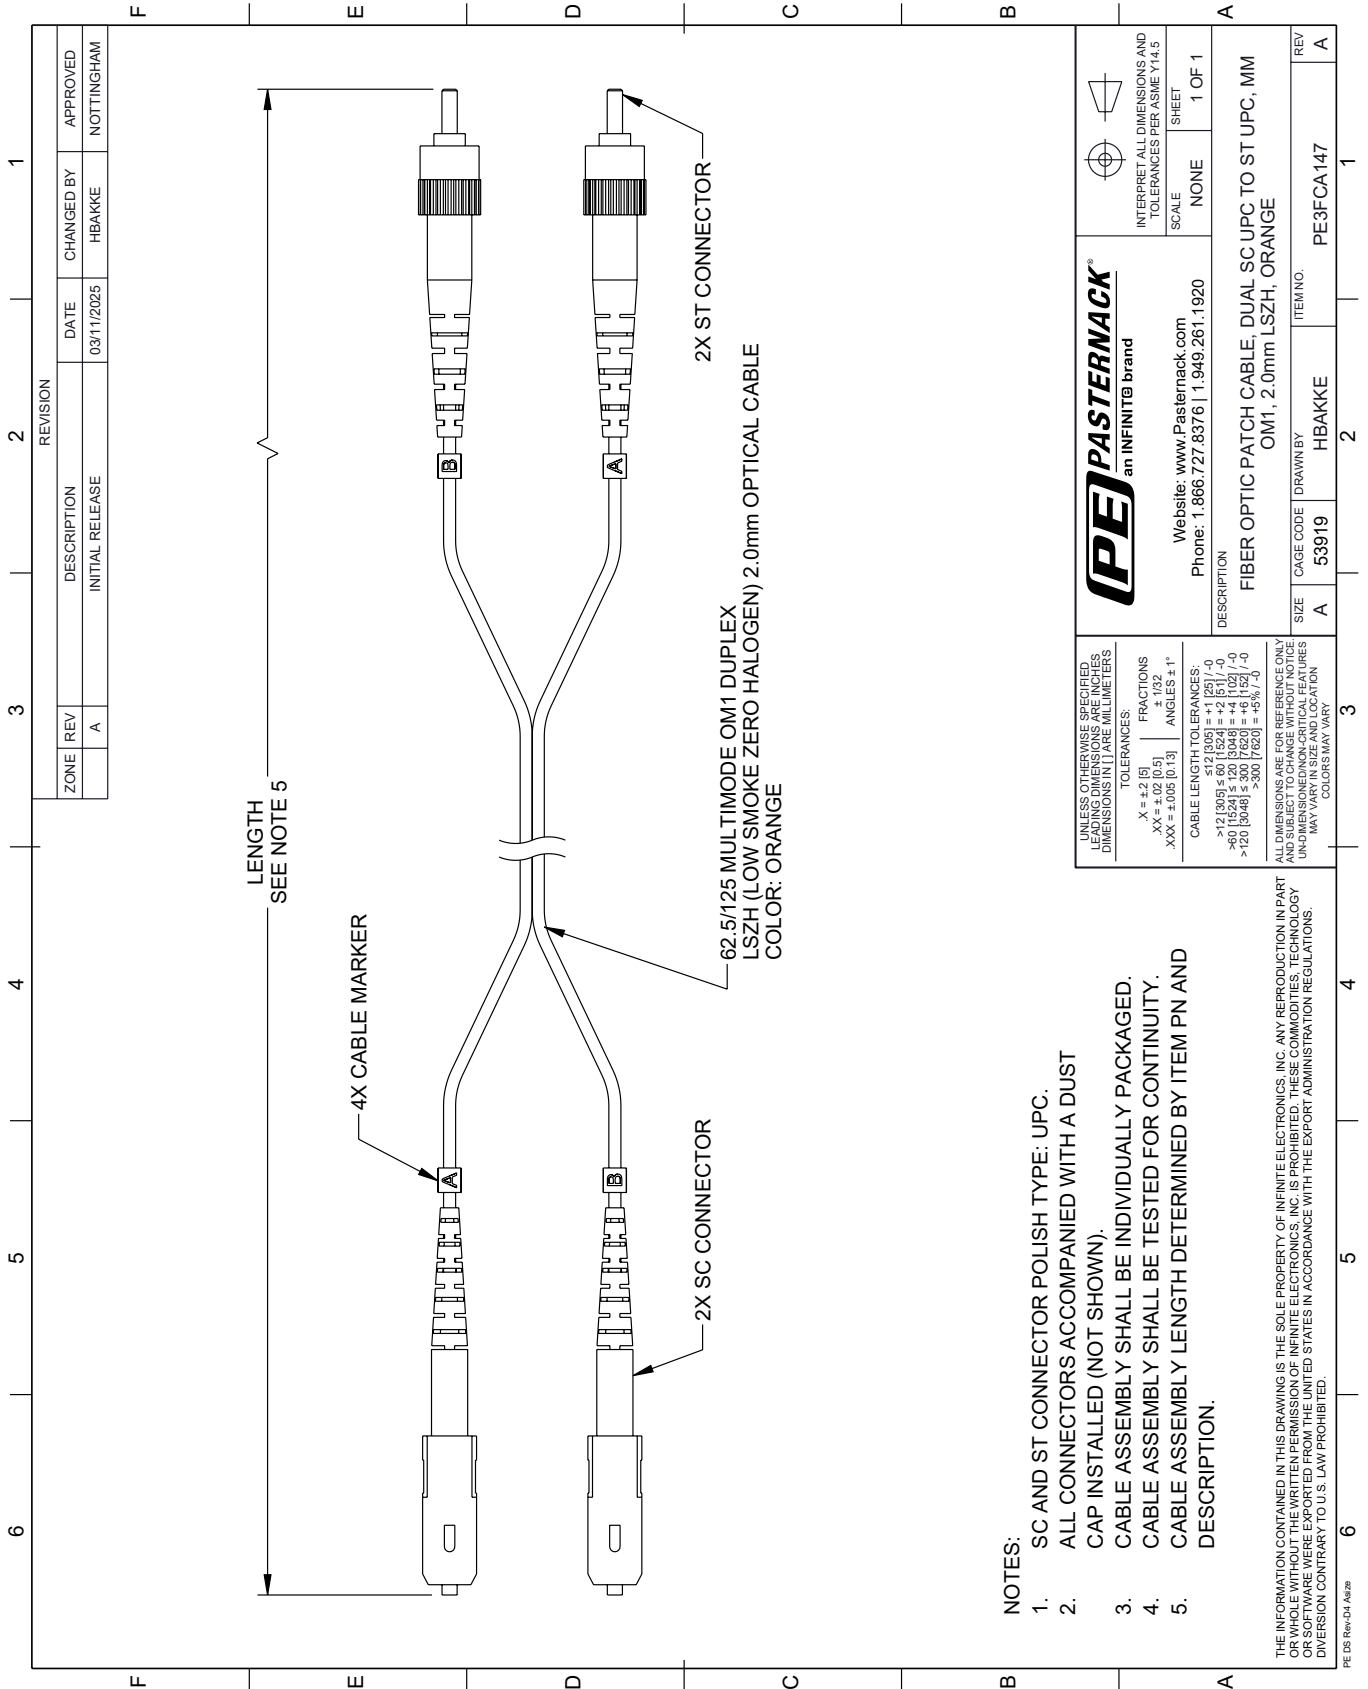 6
5
4
3
2
1
F
E
D
C
B
A
REVISION
ZONE
REV
DESCRIPTION
DATE
CHANGED BY
APPROVED
A
INITIAL RELEASE
03/11/2025
HBAKKE
NOTTINGHAM
LENGTH
SEE NOTE 5
4X CABLE MARKER
A
B
B
A
2X SC CONNECTOR
2X ST CONNECTOR
62.5/125 MULTIMODE OM1 DUPLEX
LSZH (LOW SMOKE ZERO HALOGEN) 2.0mm OPTICAL CABLE
COLOR: ORANGE
NOTES:
1. SC AND ST CONNECTOR POLISH TYPE: UPC.
2. ALL CONNECTORS ACCOMPANIED WITH A DUST
CAP INSTALLED (NOT SHOWN).
3. CABLE ASSEMBLY SHALL BE INDIVIDUALLY PACKAGED.
4. CABLE ASSEMBLY SHALL BE TESTED FOR CONTINUITY.
5. CABLE ASSEMBLY LENGTH DETERMINED BY ITEM PN AND
DESCRIPTION.
THE INFORMATION CONTAINED IN THIS DRAWING IS THE SOLE PROPERTY OF INFINITE ELECTRONICS, INC. ANY REPRODUCTION IN PART
OR WHOLE WITHOUT THE WRITTEN PERMISSION OF INFINITE ELECTRONICS, INC. IS PROHIBITED. THESE COMMODITIES, TECHNOLOGY
OR SOFTWARE WERE EXPORTED FROM THE UNITED STATES IN ACCORDANCE WITH THE EXPORT ADMINISTRATION REGULATIONS.
DIVERSION CONTRARY TO U.S. LAW PROHIBITED.
UNLESS OTHERWISE SPECIFIED
LEADING DIMENSIONS ARE INCHES
DIMENSIONS IN [ ] ARE MILLIMETERS
TOLERANCES:
.X = ±.2 [5]
.XX = ±.02 [0.5]
.XXX = ±.005 [0.13]
FRACTIONS
± 1/32
ANGLES ± 1°
CABLE LENGTH TOLERANCES:
≤12 [305] = +1 [25] / -0
>12 [305] ≤ 60 [1524] = +2 [51] / -0
>60 [1524] ≤ 120 [3048] = +4 [102] / -0
>120 [3048] ≤ 300 [7620] = +6 [152] / -0
>300 [7620] = +5% / -0
ALL DIMENSIONS ARE FOR REFERENCE ONLY
AND SUBJECT TO CHANGE WITHOUT NOTICE.
UN-DIMENSIONED/NON-CRITICAL FEATURES
MAY VARY IN SIZE AND LOCATION
COLORS MAY VARY
PE PASTERNACK®
an INFINIT@ brand
Website: www.Pasternack.com
Phone: 1.866.727.8376 | 1.949.261.1920
INTERPRET ALL DIMENSIONS AND
TOLERANCES PER ASME Y14.5
SCALE
NONE
SHEET
1 OF 1
DESCRIPTION
FIBER OPTIC PATCH CABLE, DUAL SC UPC TO ST UPC, MM
OM1, 2.0mm LSZH, ORANGE
SIZE
A
CAGE CODE
53919
DRAWN BY
HBAKKE
ITEM NO.
PE3FCA147
REV
A
6
5
4
3
2
1
F
E
D
C
B
A
PE DS Rev-D4 Asize